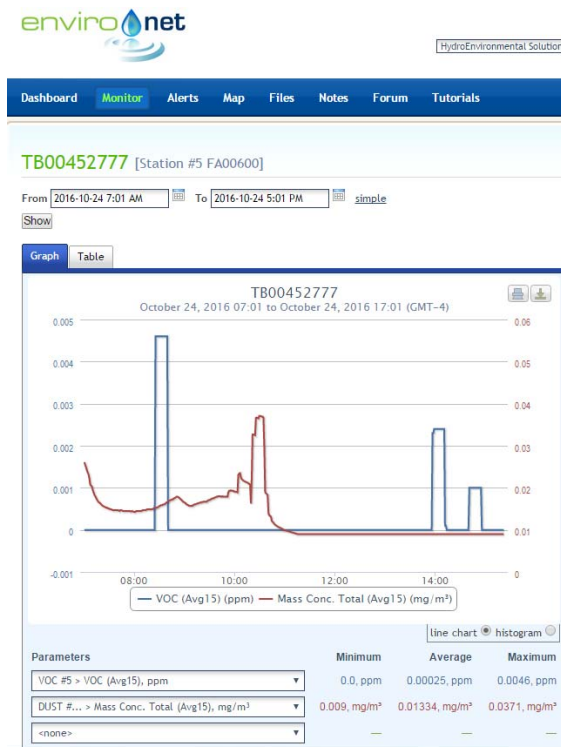 enviro net
HydroEnvironmental Solution
Dashboard Monitor Alerts Map Files Notes Forum Tutorials
TB00452777 [Station #5 FA00600]
From 2016-10-24 7:01 AM To 2016-10-24 5:01 PM simple
Show
Graph Table
TB00452777
October 24, 2016 07:01 to October 24, 2016 17:01 (GMT-4)
0.005 0.06
0.004 0.05
0.003 0.04
0.002 0.03
0.001 0.02
0 0.01
-0.001 0
08:00 10:00 12:00 14:00
VOC (Avg15) (ppm) Mass Conc. Total (Avg15) (mg/m³)
line chart histogram
Parameters Minimum Average Maximum
VOC #5 > VOC (Avg15), ppm 0.0, ppm 0.00025, ppm 0.0046, ppm
DUST #... > Mass Conc. Total (Avg15), mg/m³ 0.009, mg/m³ 0.01334, mg/m³ 0.0371, mg/m³
<none> — — —